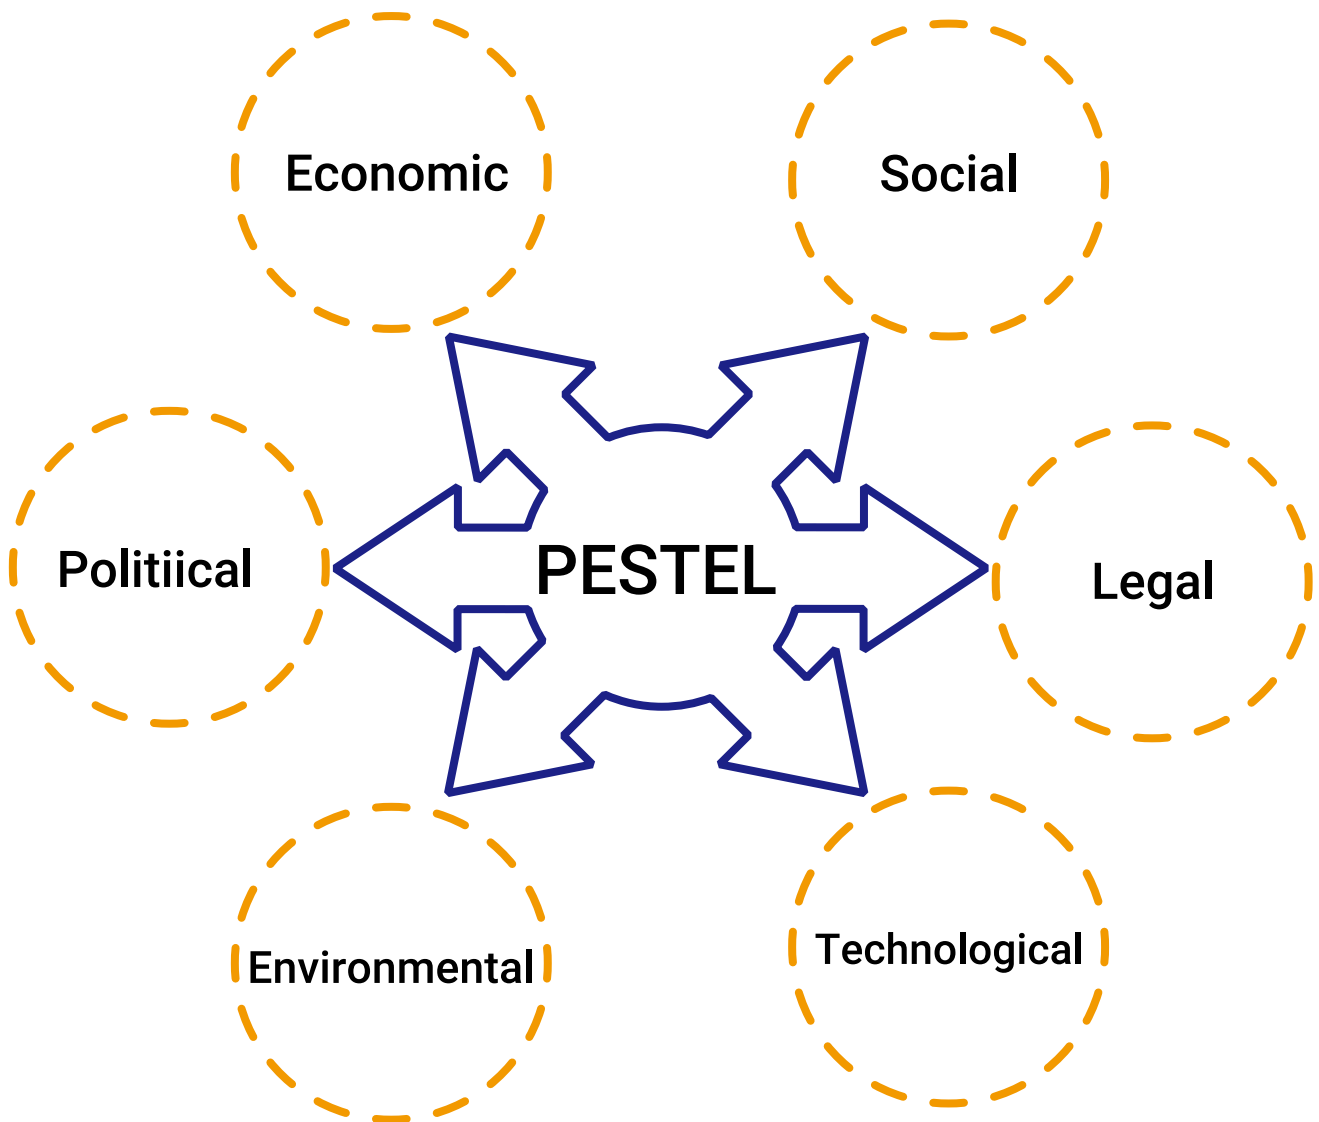 Economic
Social
Politiical
PESTEL
Legal
Environmental
Technological